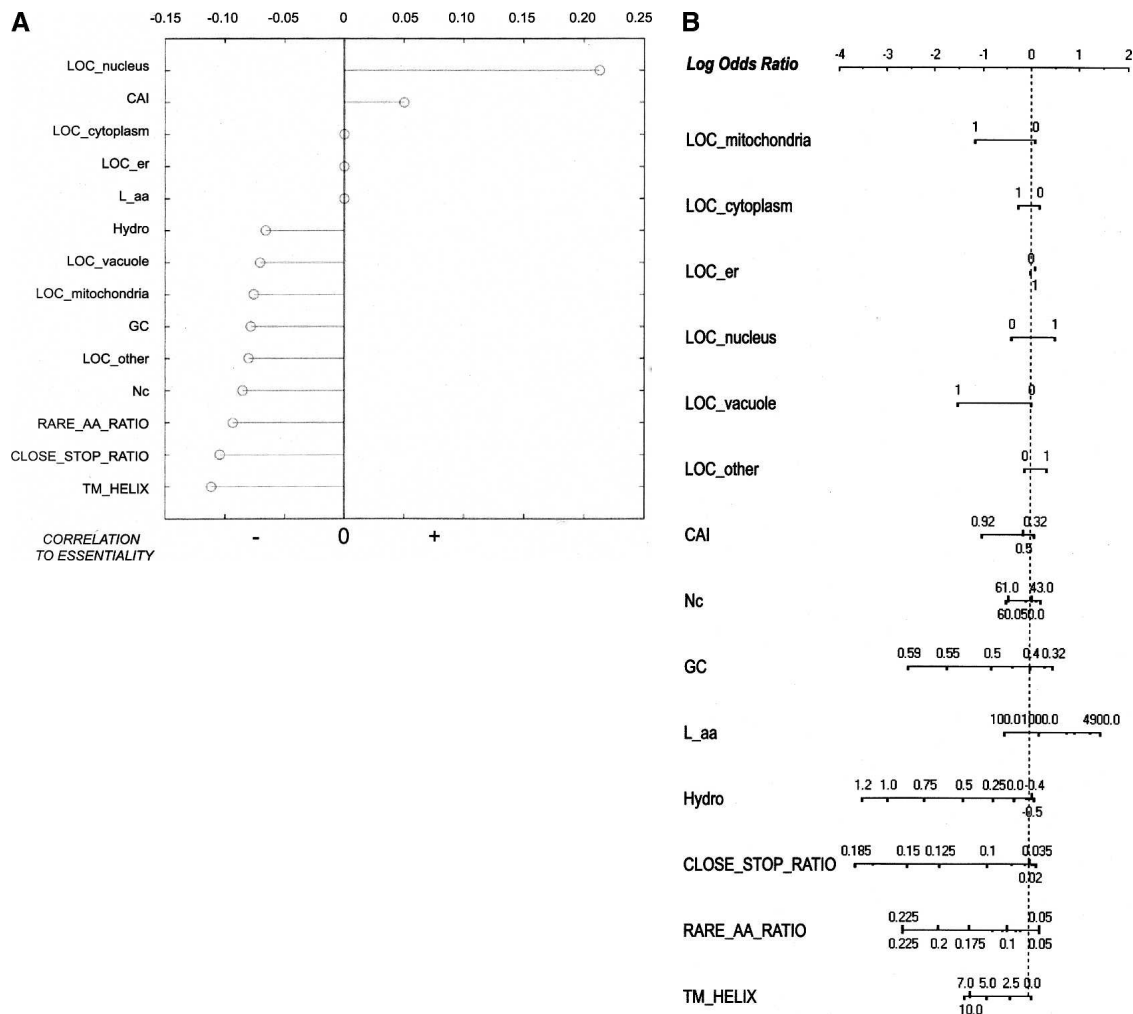 A
-0.15 -0.10 -0.05 0 0.05 0.10 0.15 0.20 0.25
LOC_nucleus
CAI
LOC_cytoplasm
LOC_er
L_aa
Hydro
LOC_vacuole
LOC_mitochondria
GC
LOC_other
Nc
RARE_AA_RATIO
CLOSE_STOP_RATIO
TM_HELIX
CORRELATION
TO ESSENTIALITY
- 0 +
B
Log Odds Ratio
-4 -3 -2 -1 0 1 2
LOC_mitochondria
1 0
LOC_cytoplasm
1 0
LOC_er
0
1
LOC_nucleus
0 1
LOC_vacuole
1 0
LOC_other
0 1
CAI
0.92 0.32
0.5
Nc
61.0 43.0
60.050.0
GC
0.59 0.55 0.5 0.4 0.32
L_aa
100.01000.0 4900.0
Hydro
1.2 1.0 0.75 0.5 0.250.0-0.4
-0.5
CLOSE_STOP_RATIO
0.185 0.15 0.125 0.1 0.035
0.02
RARE_AA_RATIO
0.225 0.05
0.225 0.2 0.175 0.1 0.05
TM_HELIX
7.0 5.0 2.5 0.0
10.0